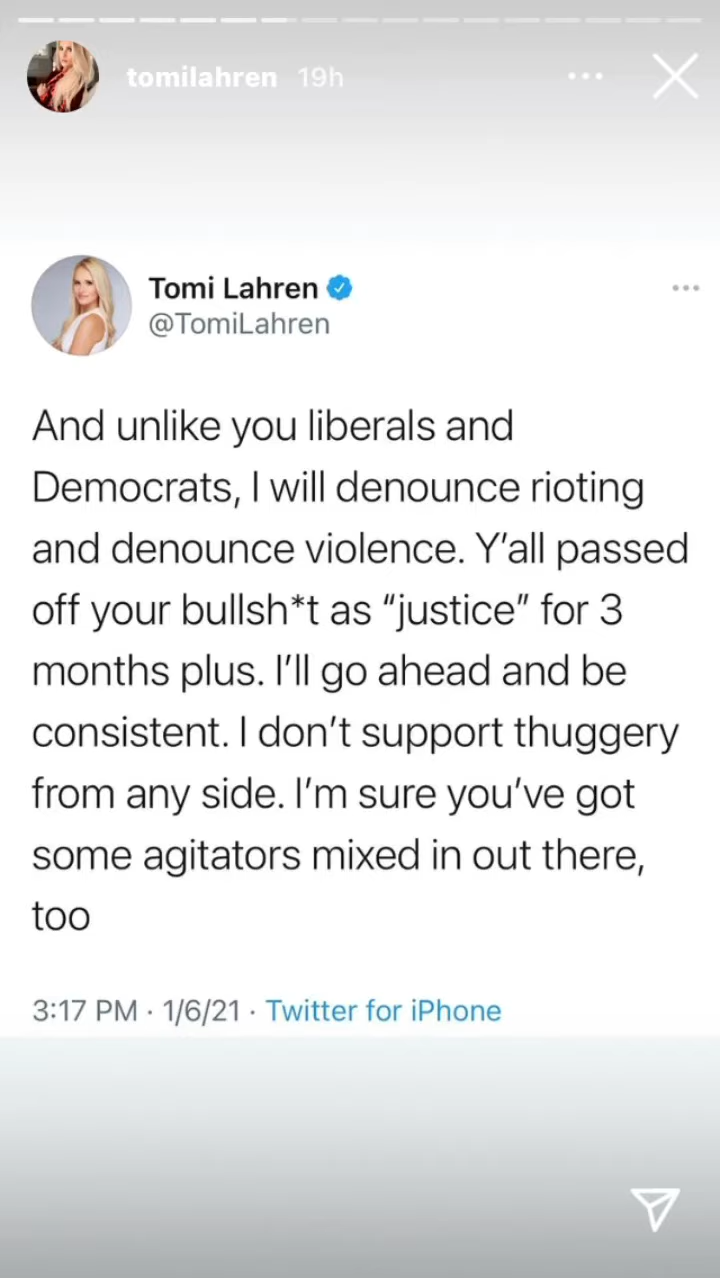 tomilahren 19h
Tomi Lahren
@TomiLahren
And unlike you liberals and
Democrats, I will denounce rioting
and denounce violence. Y’all passed
off your bullsh*t as “justice” for 3
months plus. I’ll go ahead and be
consistent. I don’t support thuggery
from any side. I’m sure you’ve got
some agitators mixed in out there,
too
3:17 PM · 1/6/21 · Twitter for iPhone